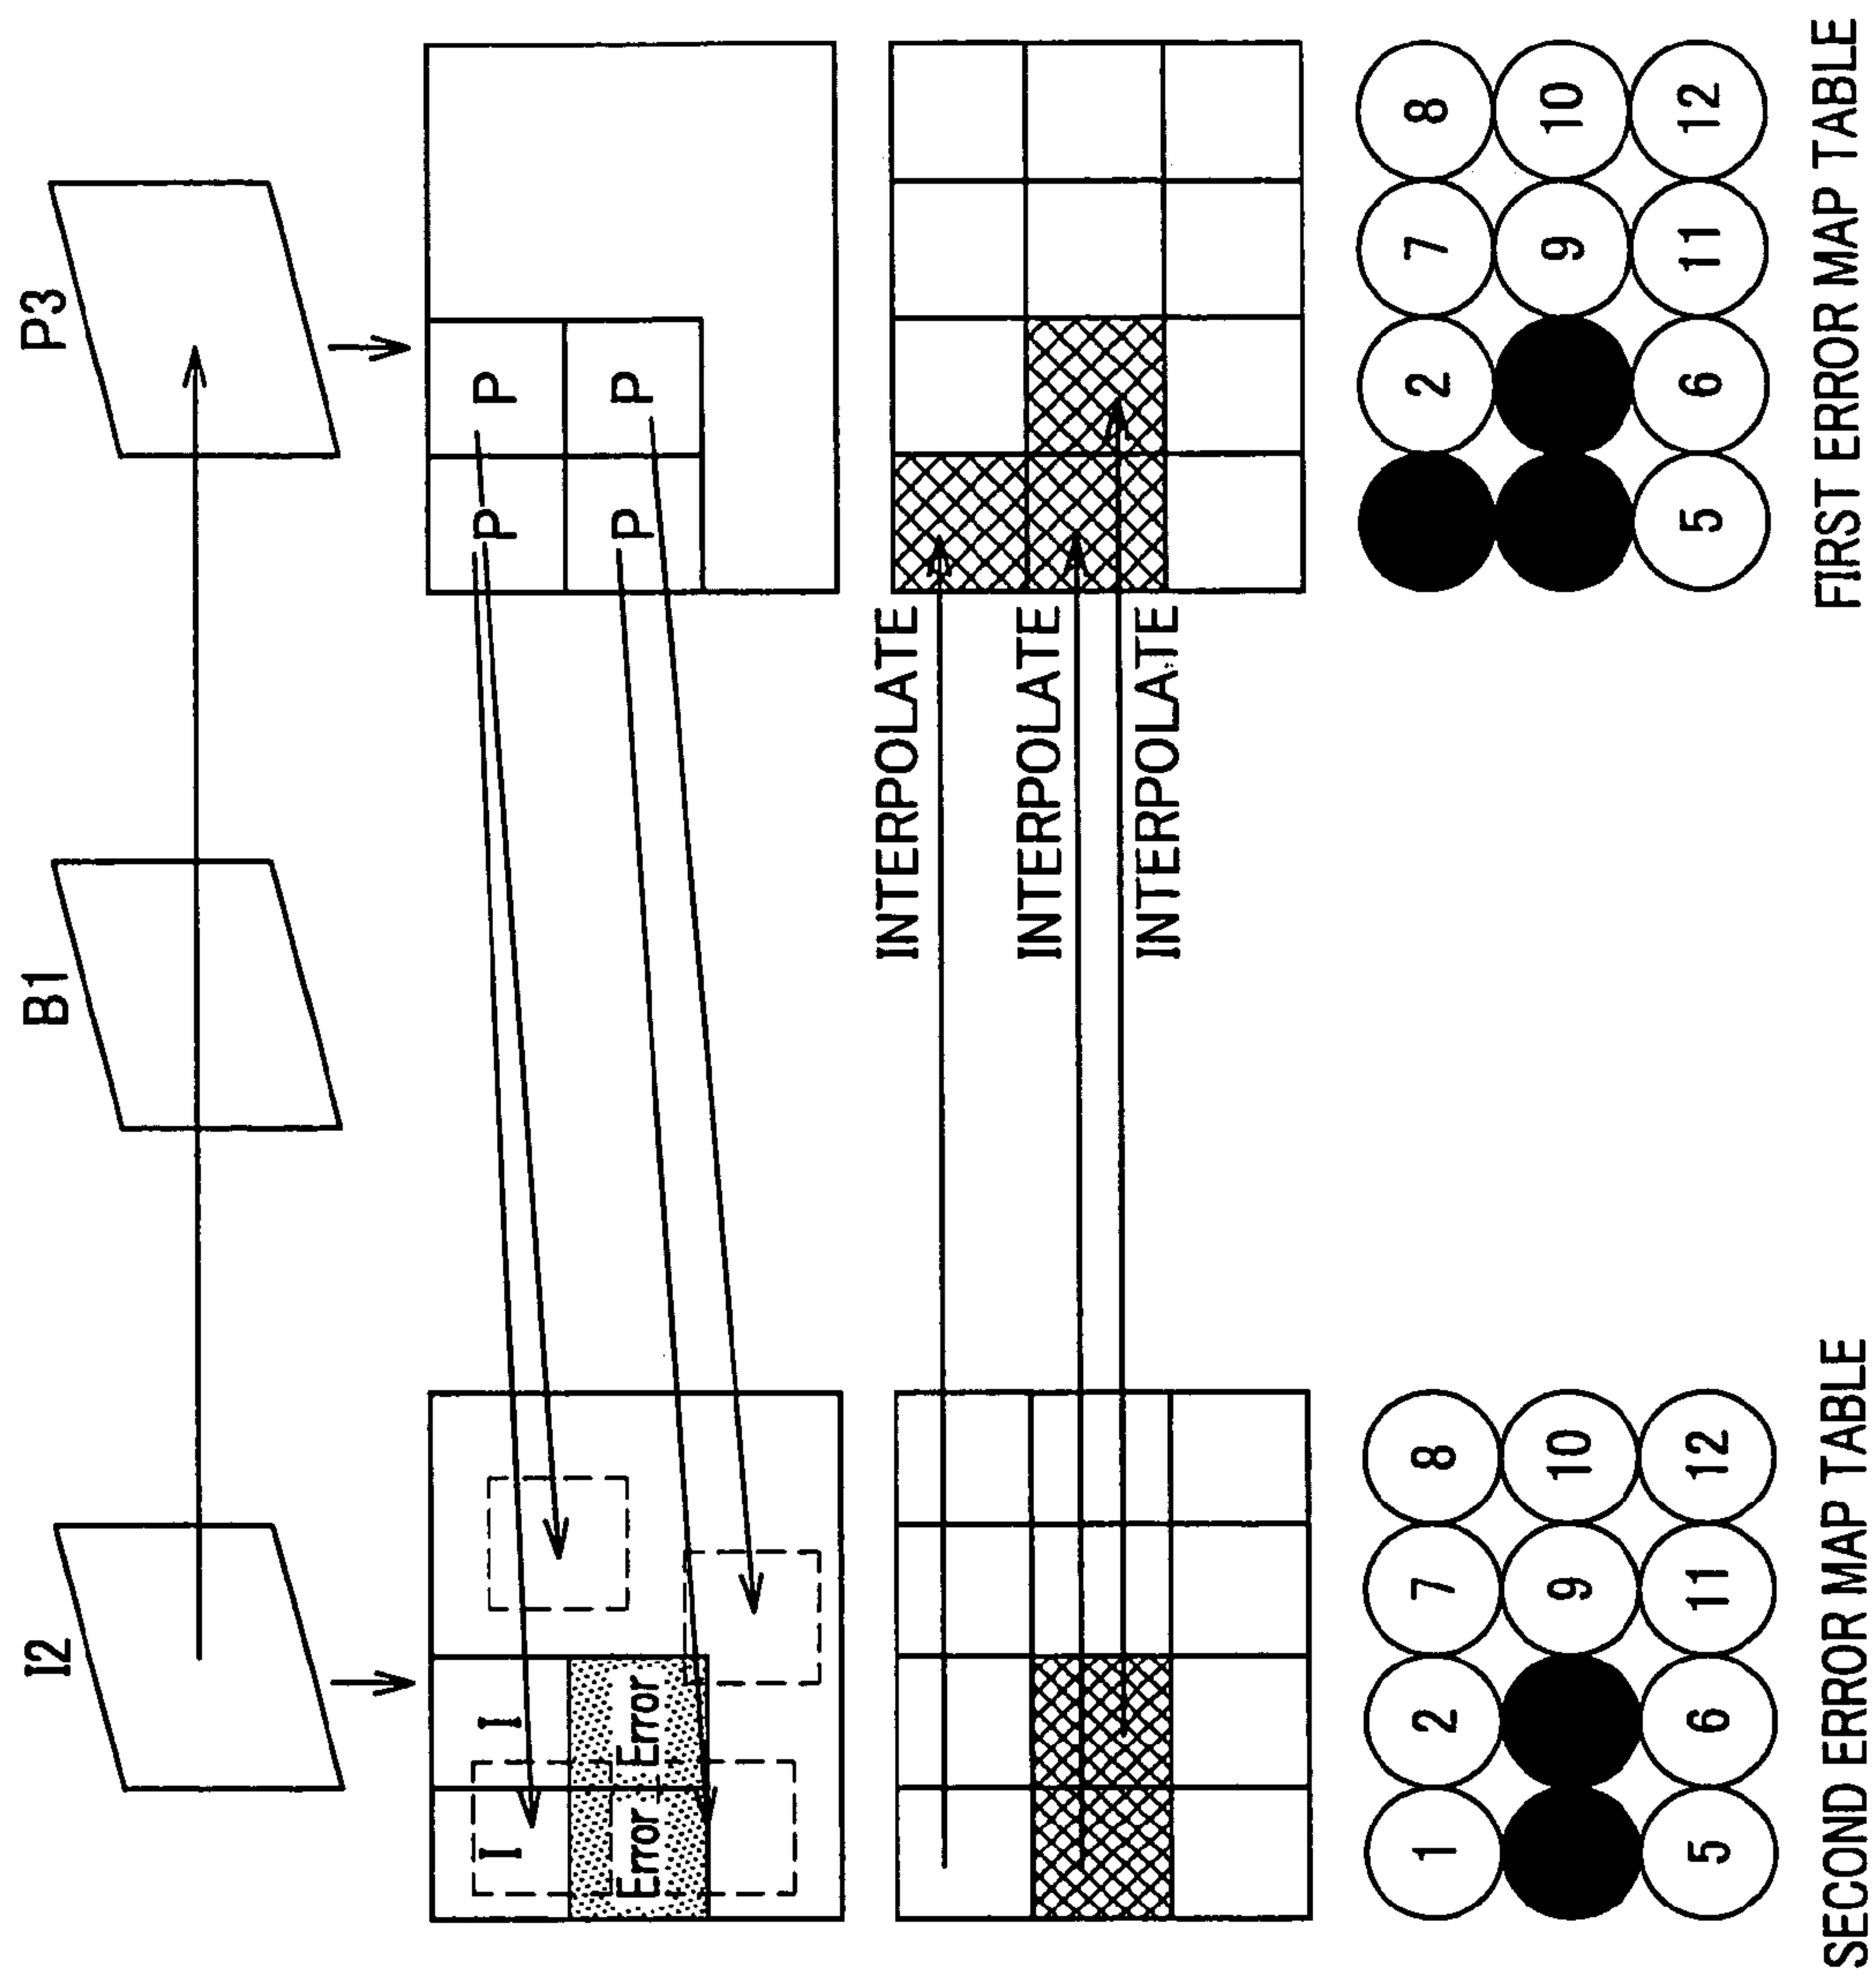 I2 B1 P3
I I
Error Error
P P
P P
INTERPOLATE
INTERPOLATE
INTERPOLATE
1 2 7 8
9 10
5 6 11 12
SECOND ERROR MAP TABLE
2 7 8
9 10
5 6 11 12
FIRST ERROR MAP TABLE